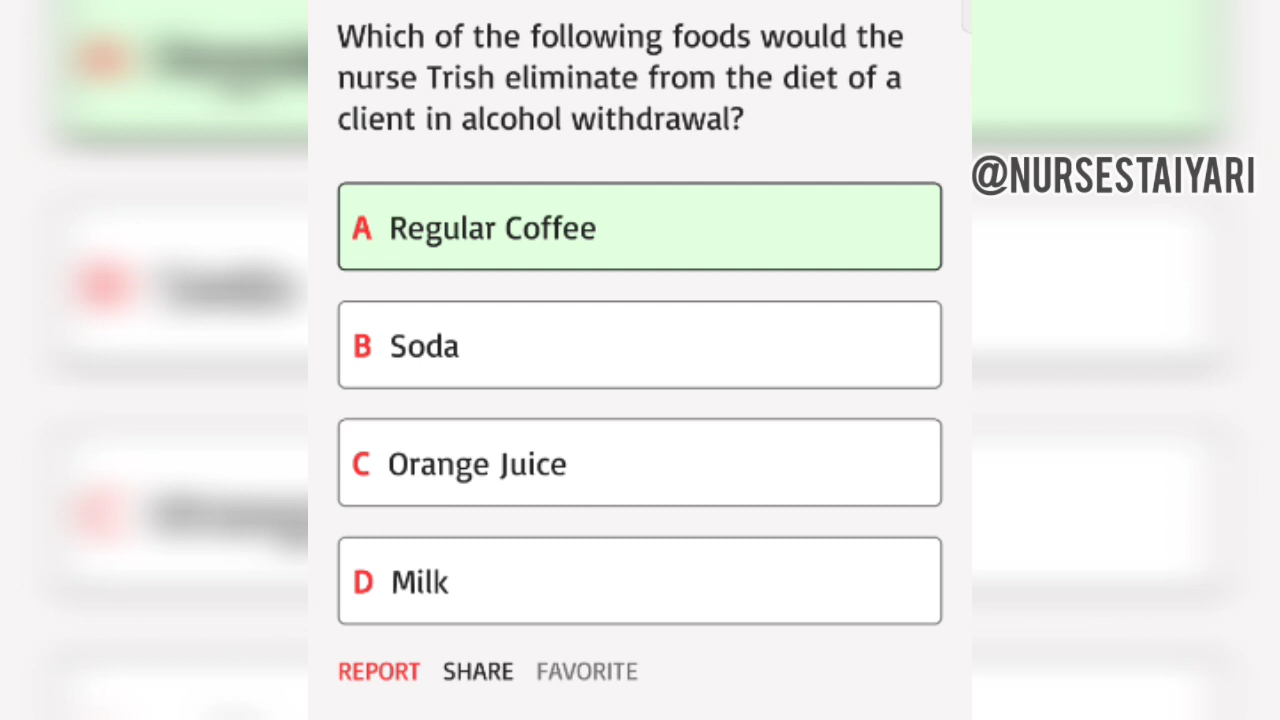 Which of the following foods would the
nurse Trish eliminate from the diet of a
client in alcohol withdrawal?
@NURSESTAIYARI
A Regular Coffee
B Soda
C Orange Juice
D Milk
REPORT SHARE FAVORITE